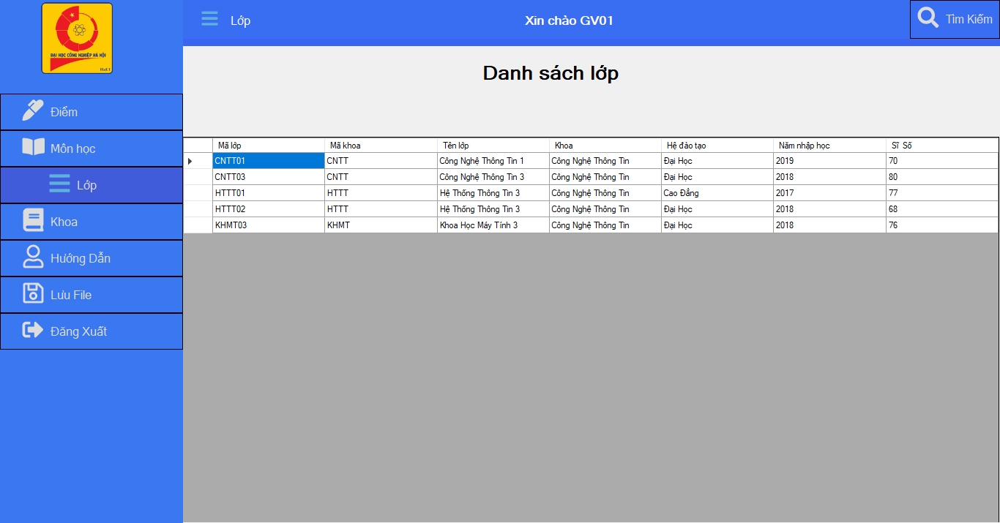 ĐẠI HỌC CÔNG NGHIỆP HÀ NỘI
HaUI
Lớp
Xin chào GV01
Tìm Kiếm
Điểm
Môn học
Lớp
Khoa
Hướng Dẫn
Lưu File
Đăng Xuất
Danh sách lớp
Mã lớp Mã khoa Tên lớp Khoa Hệ đào tạo Năm nhập học Sĩ Số
CNTT01 CNTT Công Nghệ Thông Tin 1 Công Nghệ Thông Tin Đại Học 2019 70
CNTT03 CNTT Công Nghệ Thông Tin 3 Công Nghệ Thông Tin Đại Học 2018 80
HTTT01 HTTT Hệ Thống Thông Tin 3 Công Nghệ Thông Tin Cao Đẳng 2017 77
HTTT02 HTTT Hệ Thống Thông Tin 3 Công Nghệ Thông Tin Đại Học 2018 68
KHMT03 KHMT Khoa Học Máy Tính 3 Công Nghệ Thông Tin Đại Học 2018 76